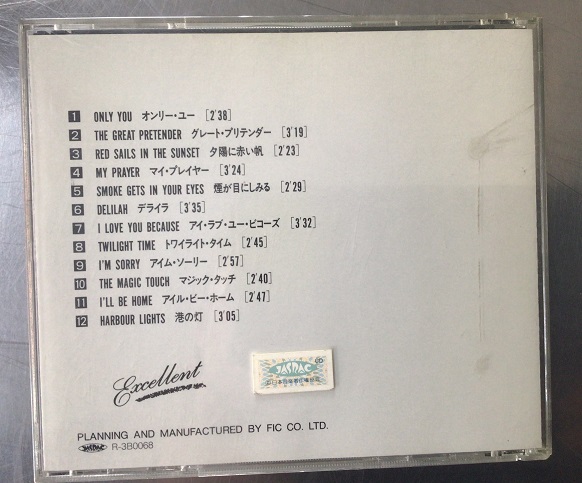 1 ONLY YOU オンリー・ユー [2'38]
2 THE GREAT PRETENDER グレート・プリテンダー [3'19]
3 RED SAILS IN THE SUNSET 夕陽に赤い帆 [2'23]
4 MY PRAYER マイ・プレイヤー [3'24]
5 SMOKE GETS IN YOUR EYES 煙が目にしみる [2'29]
6 DELILAH デライラ [3'35]
7 I LOVE YOU BECAUSE アイ・ラブ・ユー・ビコーズ [3'32]
8 TWILIGHT TIME トワイライト・タイム [2'45]
9 I'M SORRY アイム・ソーリー [2'57]
10 THE MAGIC TOUCH マジック・タッチ [2'40]
11 I'LL BE HOME アイル・ビー・ホーム [2'47]
12 HARBOUR LIGHTS 港の灯 [3'05]
Excellent
CD
JASRAC
PLANNING AND MANUFACTURED BY FIC CO. LTD.
JASRAC R-3B0068